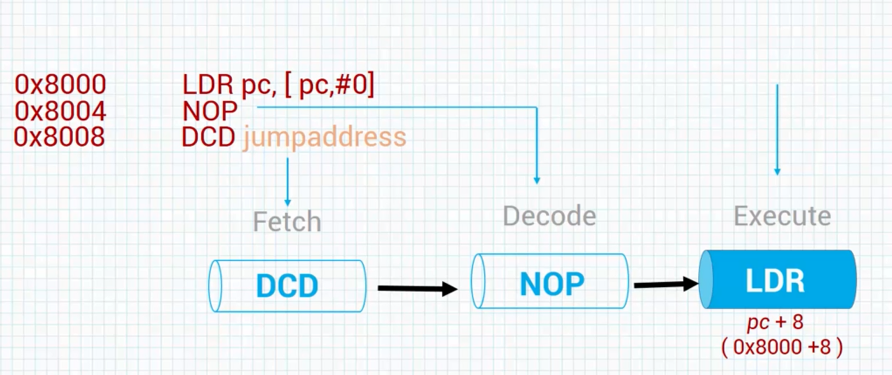 0x8000 LDR pc, [ pc,#0]
0x8004 NOP
0x8008 DCD jumpaddress
Fetch Decode Execute
DCD NOP LDR
pc + 8
( 0x8000 +8 )